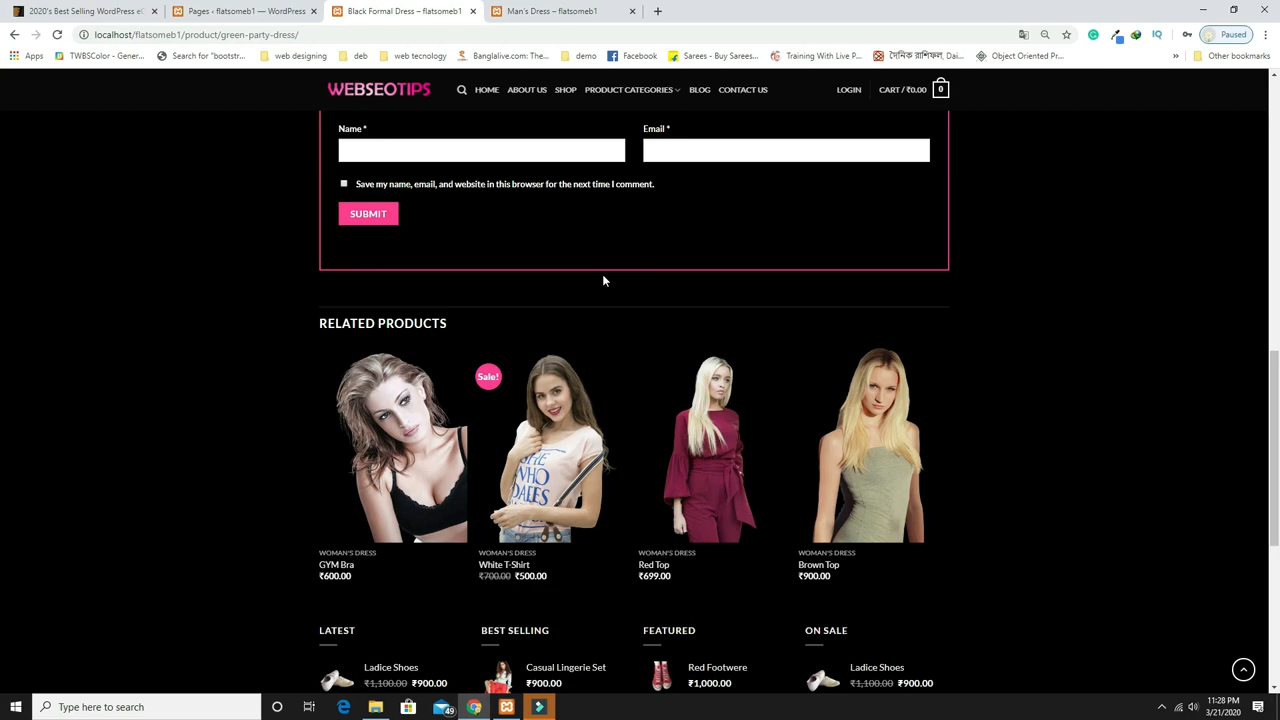 2020's Best Selling WordPress eC
Pages ‹ flatsomeb1 — WordPress
Black Formal Dress – flatsomeb1
Man's Dress – flatsomeb1
localhost/flatsomeb1/product/green-party-dress/
Paused
Apps
TWBSColor - Gener...
Search for "bootstr...
web designing
deb
web tecnology
Banglalive.com: The...
demo
Facebook
Sarees - Buy Sarees...
Training With Live P...
দৈনিক রাশিফল, Dai...
Object Oriented Pr...
Other bookmarks
WEBSEOTIPS
HOME
ABOUT US
SHOP
PRODUCT CATEGORIES
BLOG
CONTACT US
LOGIN
CART / ₹0.00
0
Name *
Email *
Save my name, email, and website in this browser for the next time I comment.
SUBMIT
RELATED PRODUCTS
Sale!
SHE
WHO
DARES
WOMAN'S DRESS
GYM Bra
₹600.00
WOMAN'S DRESS
White T-Shirt
₹700.00 ₹500.00
WOMAN'S DRESS
Red Top
₹699.00
WOMAN'S DRESS
Brown Top
₹900.00
LATEST
Ladice Shoes
₹1,100.00 ₹900.00
BEST SELLING
Casual Lingerie Set
₹900.00
FEATURED
Red Footwere
₹1,000.00
ON SALE
Ladice Shoes
₹1,100.00 ₹900.00
Type here to search
49
11:28 PM
3/21/2020